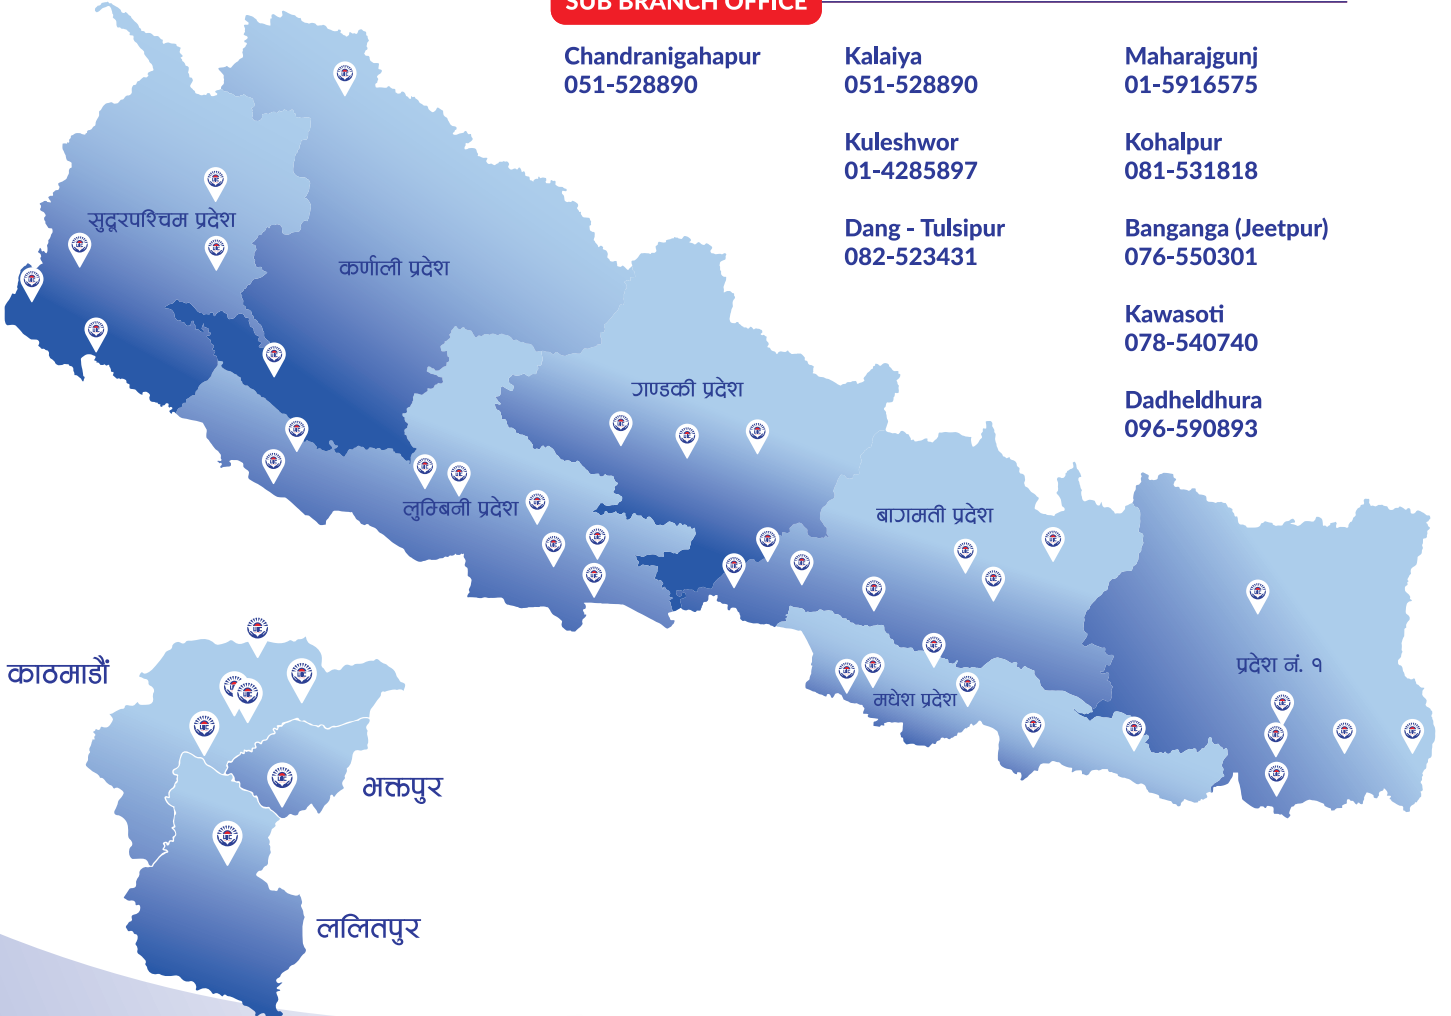 SUB BRANCH OFFICE
Chandranigahapur
051-528890
Kalaiya
051-528890
Maharajgunj
01-5916575
Kuleshwor
01-4285897
Kohalpur
081-531818
Dang - Tulsipur
082-523431
Banganga (Jeetpur)
076-550301
Kawasoti
078-540740
Dadheldhura
096-590893
सुदूरपश्चिम प्रदेश
कर्णाली प्रदेश
गण्डकी प्रदेश
लुम्बिनी प्रदेश
बागमती प्रदेश
प्रदेश नं. १
मधेश प्रदेश
काठमाडौं
भक्तपुर
ललितपुर